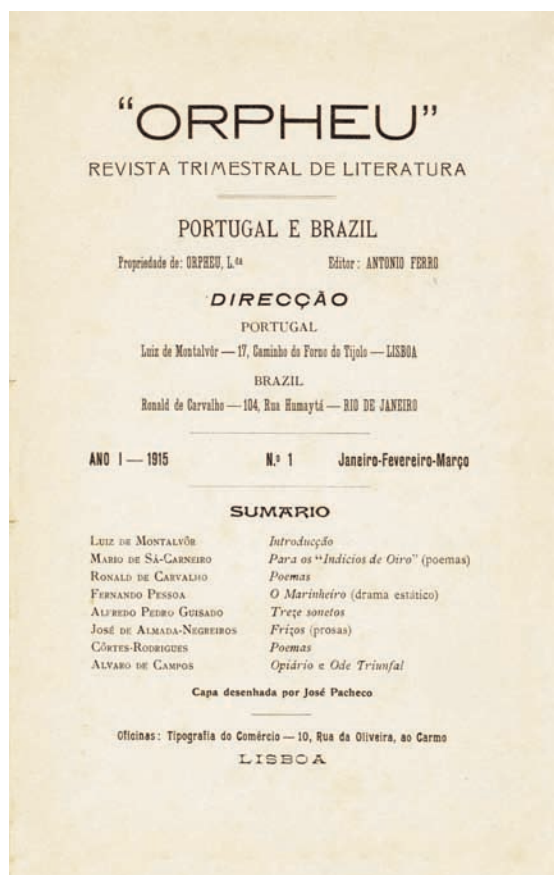 “ORPHEU”
REVISTA TRIMESTRAL DE LITERATURA
PORTUGAL E BRAZIL
Propriedade de: ORPHEU, L.da Editor: ANTONIO FERRO
DIRECÇÃO
PORTUGAL
Luiz de Montalvôr — 17, Caminho do Forno do Tijolo — LISBOA
BRAZIL
Ronald de Carvalho — 104, Rua Humaytá — RIO DE JANEIRO
ANO I — 1915 N.º 1 Janeiro-Fevereiro-Março
SUMARIO
LUIZ DE MONTALVÔR Introducção
MARIO DE SÁ-CARNEIRO Para os “Indicios de Oiro” (poemas)
RONALD DE CARVALHO Poemas
FERNANDO PESSOA O Marinheiro (drama estático)
ALFREDO PEDRO GUISADO Treze sonetos
JOSÉ DE ALMADA-NEGREIROS Frizos (prosas)
CÔRTES-RODRIGUES Poemas
ALVARO DE CAMPOS Opiário e Ode Triunfal
Capa desenhada por José Pacheco
Oficinas: Tipografia do Comércio — 10, Rua da Oliveira, ao Carmo
LISBOA